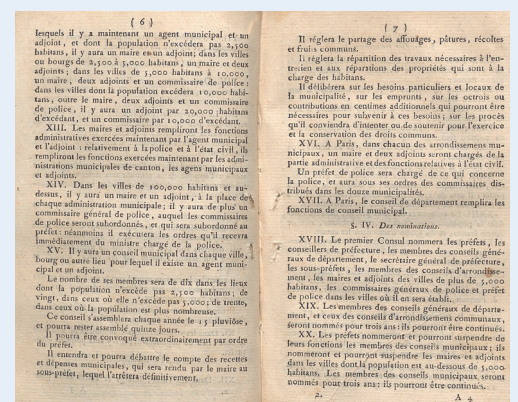 ( 6 )
lesquels il y a maintenant un agent municipal et un
adjoint, et dont la population n'excédera pas 2,500
habitans, il y aura un maire et un adjoint; dans les villes
ou bourgs de 2,500 à 5,000 habitans, un maire et deux
adjoints; dans les villes de 5,000 habitans à 10,000,
un maire, deux adjoints et un commissaire de police:
dans les villes dont la population excédera 10,000 habi-
tans, outre le maire, deux adjoints et un commissaire
de police, il y aura un adjoint par 20,000 habitans
d'excédant, et un commissaire par 10,000 d'excédant.
XIII. Les maires et adjoints rempliront les fonctions
administratives exercées maintenant par l'agent municipal
et l'adjoint: relativement à la police et à l'état civil, ils
rempliront les fonctions exercées maintenant par les admi-
nistrations municipales de canton, les agens municipaux
et adjoints.
XIV. Dans les villes de 100,000 habitans et au-
dessus, il y aura un maire et un adjoint, à la place de
chaque administration municipale; il y aura de plus un
commissaire général de police, auquel les commissaires
de police seront subordonnés, et qui sera subordonné au
préfet: néanmoins il exécutera les ordres qu'il recevra
immédiatement du ministre chargé de la police.
XV. Il y aura un conseil municipal dans chaque ville,
bourg ou autre lieu pour lequel il existe un agent muni-
cipal et un adjoint.
Le nombre de ses membres sera de dix dans les lieux
dont la population n'excède pas 2,500 habitans; de
vingt, dans ceux où elle n'excède pas 5,000; de trente,
dans ceux où la population est plus nombreuse.
Ce conseil s'assemblera chaque année le 15 pluviôse,
et pourra rester assemblé quinze jours.
Il pourra être convoqué extraordinairement par ordre
du préfet.
Il entendra et pourra débattre le compte des recettes
et dépenses municipales, qui sera rendu par le maire au
sous-préfet, lequel l'arrêtera définitivement.
( 7 )
Il réglera le partage des affouages, pâtures, récoltes
et fruits communs.
Il réglera la répartition des travaux nécessaires à l'en-
tretien et aux réparations des propriétés qui sont à la
charge des habitans.
Il délibérera sur les besoins particuliers et locaux de
la municipalité, sur les emprunts, sur les octrois ou
contributions en centimes additionnels qui pourront être
nécessaires pour subvenir à ces besoins; sur les procès
qu'il conviendra d'intenter ou de soutenir pour l'exercice
et la conservation des droits communs.
XVI. A Paris, dans chacun des arrondissemens mu-
nicipaux, un maire et deux adjoints seront chargés de la
partie administrative et des fonctions relatives à l'état civil.
Un préfet de police sera chargé de ce qui concerne
la police, et aura sous ses ordres des commissaires dis-
tribués dans les douze municipalités.
XVII. A Paris, le conseil de département remplira les
fonctions de conseil municipal.
§. IV. Des nominations.
XVIII. Le premier Consul nommera les préfets, les
conseillers de préfecture, les membres des conseils géné-
raux de département, le secrétaire général de préfecture,
les sous-préfets, les membres des conseils d'arrondisse-
ment, les maires et adjoints des villes de plus de 5,000
habitans, les commissaires généraux de police et préfet
de police dans les villes où il en sera établi.
XIX. Les membres des conseils généraux de départe-
ment, et ceux des conseils d'arrondissemens communaux,
seront nommés pour trois ans: ils pourront être continués.
XX. Les préfets nommeront et pourront suspendre de
leurs fonctions les membres des conseils municipaux; ils
nommeront et pourront suspendre les maires et adjoints
dans les villes dont la population est au-dessous de 5,000
habitans. Les membres des conseils municipaux seront
nommés pour trois ans: ils pourront être continués.
2. A 4